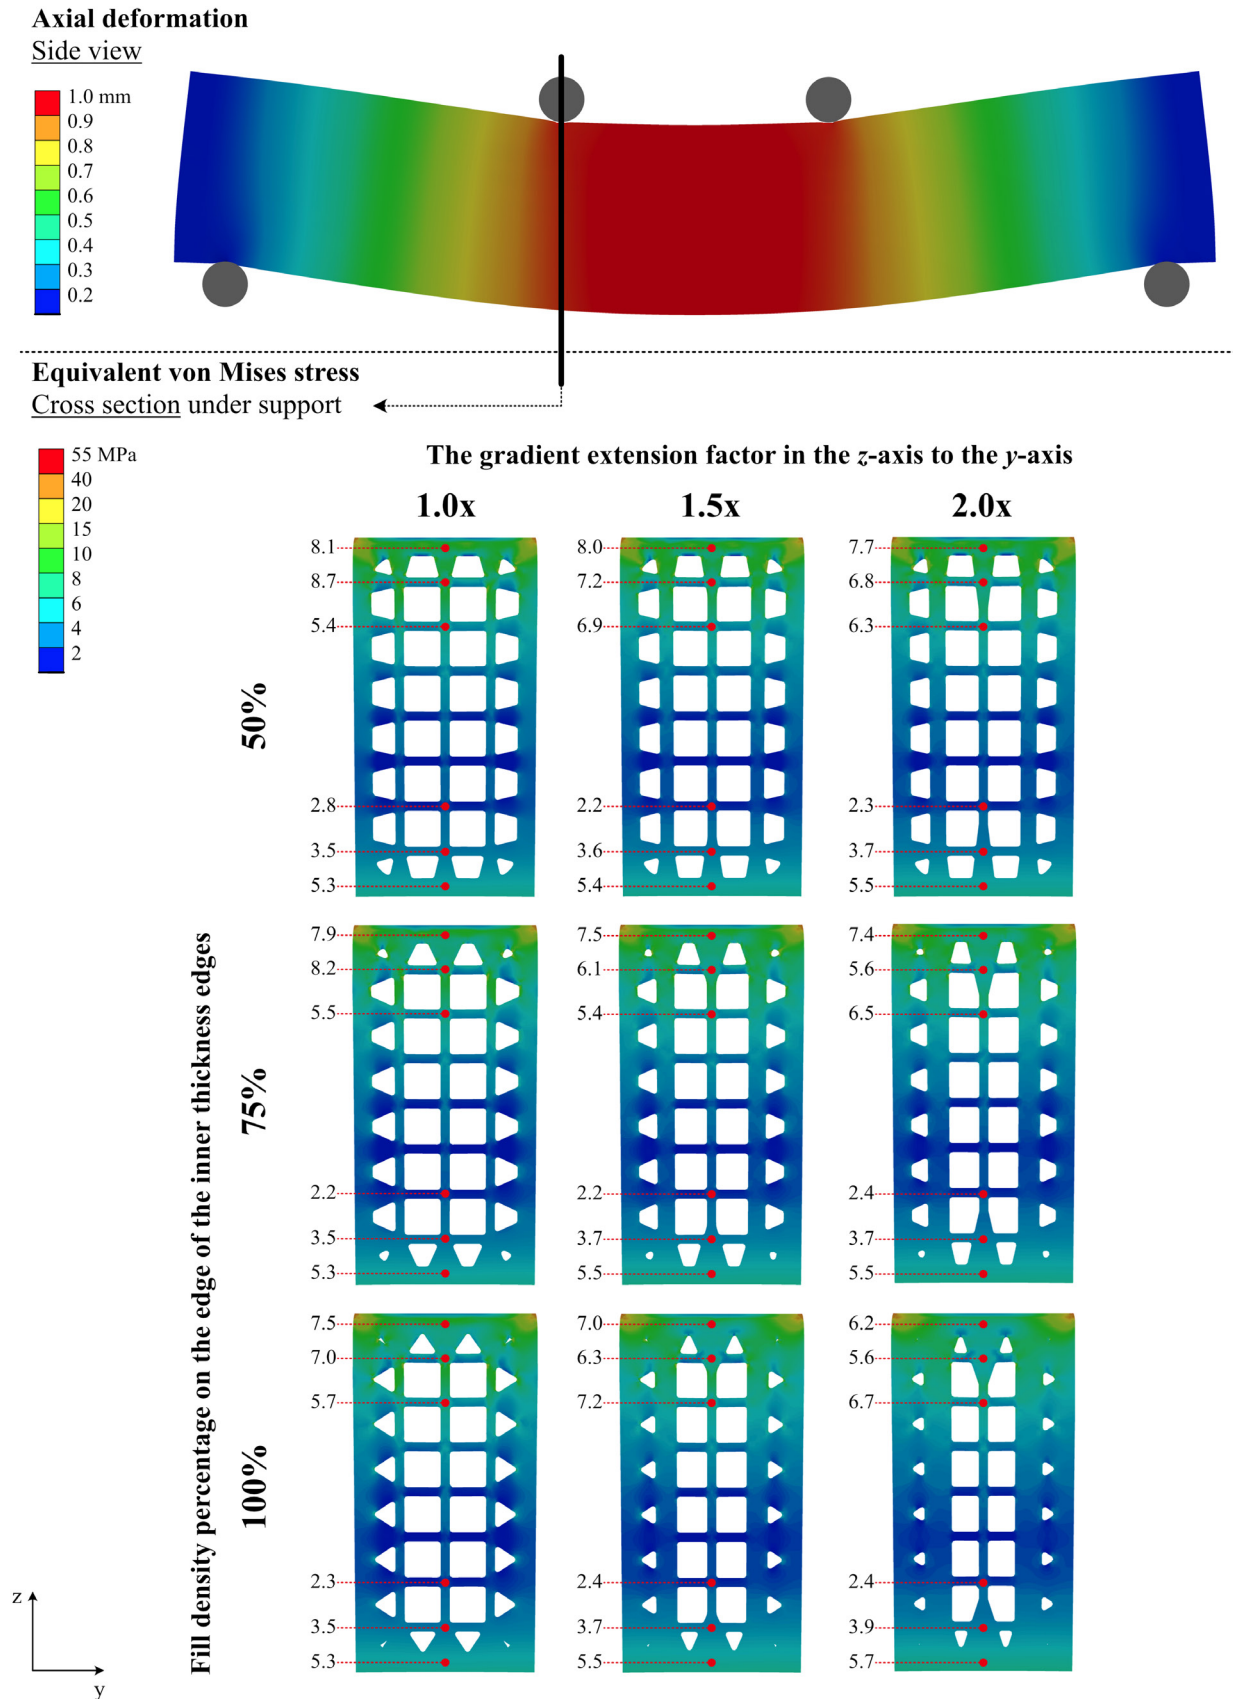 Axial deformation
Side view
1.0 mm
0.9
0.8
0.7
0.6
0.5
0.4
0.3
0.2
Equivalent von Mises stress
Cross section under support
55 MPa
40
20
15
10
8
6
4
2
The gradient extension factor in the z-axis to the y-axis
1.0x 1.5x 2.0x
Fill density percentage on the edge of the inner thickness edges
50%
8.1 8.0 7.7
8.7 7.2 6.8
5.4 6.9 6.3
2.8 2.2 2.3
3.5 3.6 3.7
5.3 5.4 5.5
75%
7.9 7.5 7.4
8.2 6.1 5.6
5.5 5.4 6.5
2.2 2.2 2.4
3.5 3.7 3.7
5.3 5.5 5.5
100%
7.5 7.0 6.2
7.0 6.3 5.6
5.7 7.2 6.7
2.3 2.4 2.4
3.5 3.7 3.9
5.3 5.5 5.7
z
y